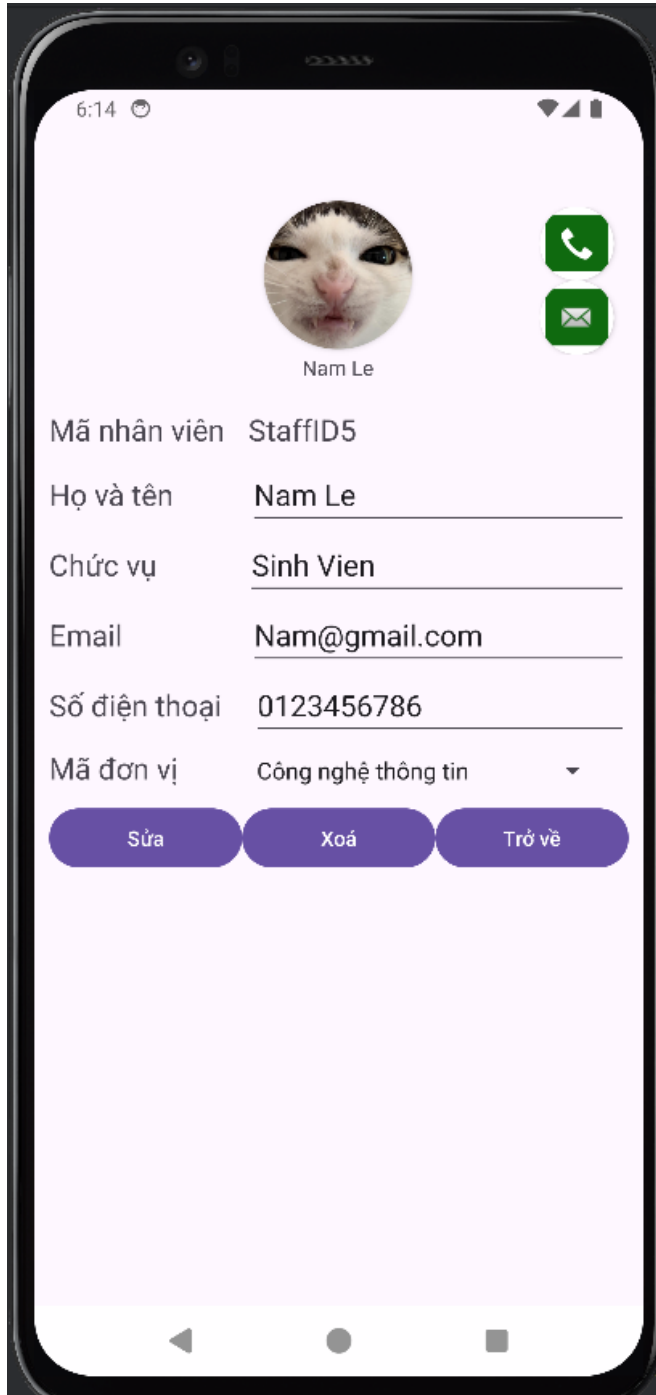 6:14
Nam Le
Mã nhân viên StaffID5
Họ và tên Nam Le
Chức vụ Sinh Vien
Email Nam@gmail.com
Số điện thoại 0123456786
Mã đơn vị Công nghệ thông tin
Sửa Xoá Trở về